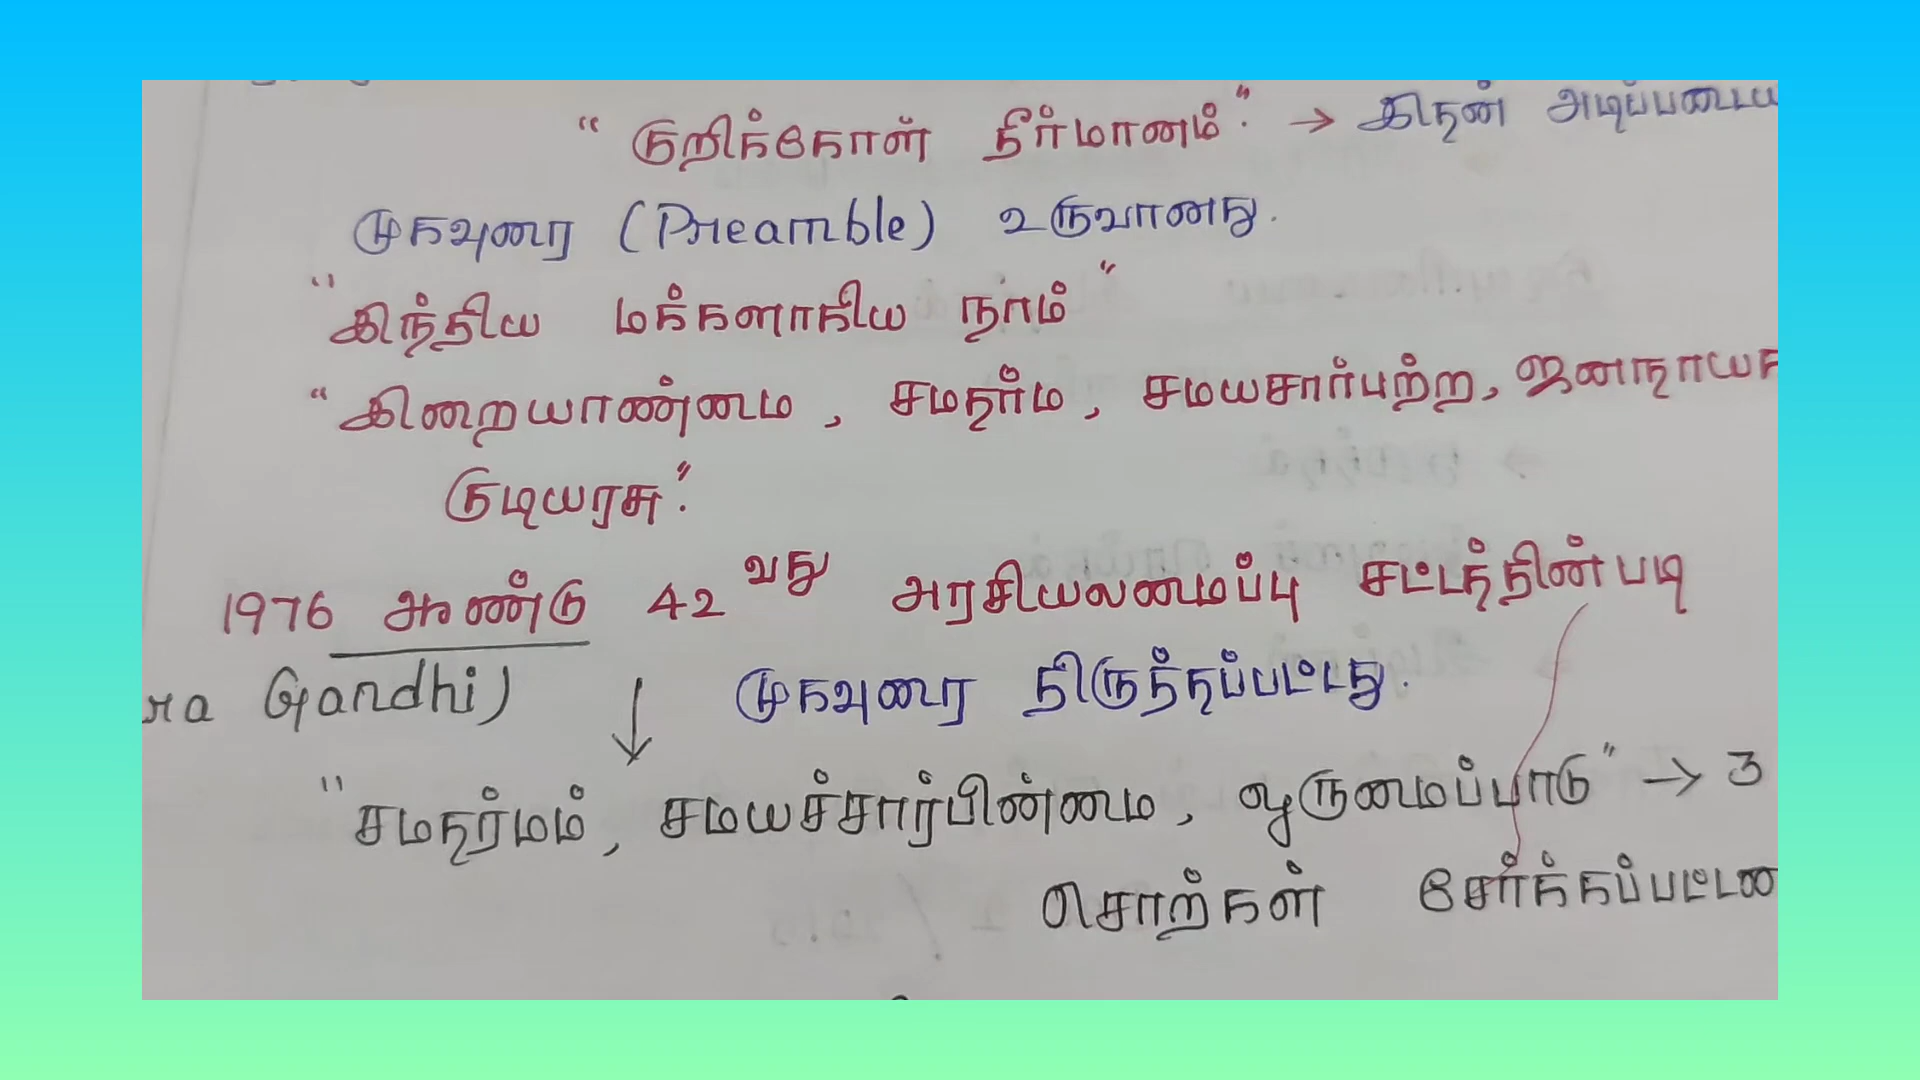 "குறிக்கோள் தீர்மானம்". → இதன் அடிப்படைய
முகவுரை (Preamble) உருவானது.
"இந்திய மக்களாகிய நாம்"
"இறையாண்மை, சமதர்ம, சமயசார்பற்ற, ஜனநாயக
குடியரசு".
1976 ஆண்டு 42 வது அரசியலமைப்பு சட்டத்தின்படி
ra Gandhi) ↓ முகவுரை திருத்தப்பட்டது.
"சமதர்மம், சமயச்சார்பின்மை, ஒருமைப்பாடு" → 3
சொற்கள் சேர்க்கப்பட்டன